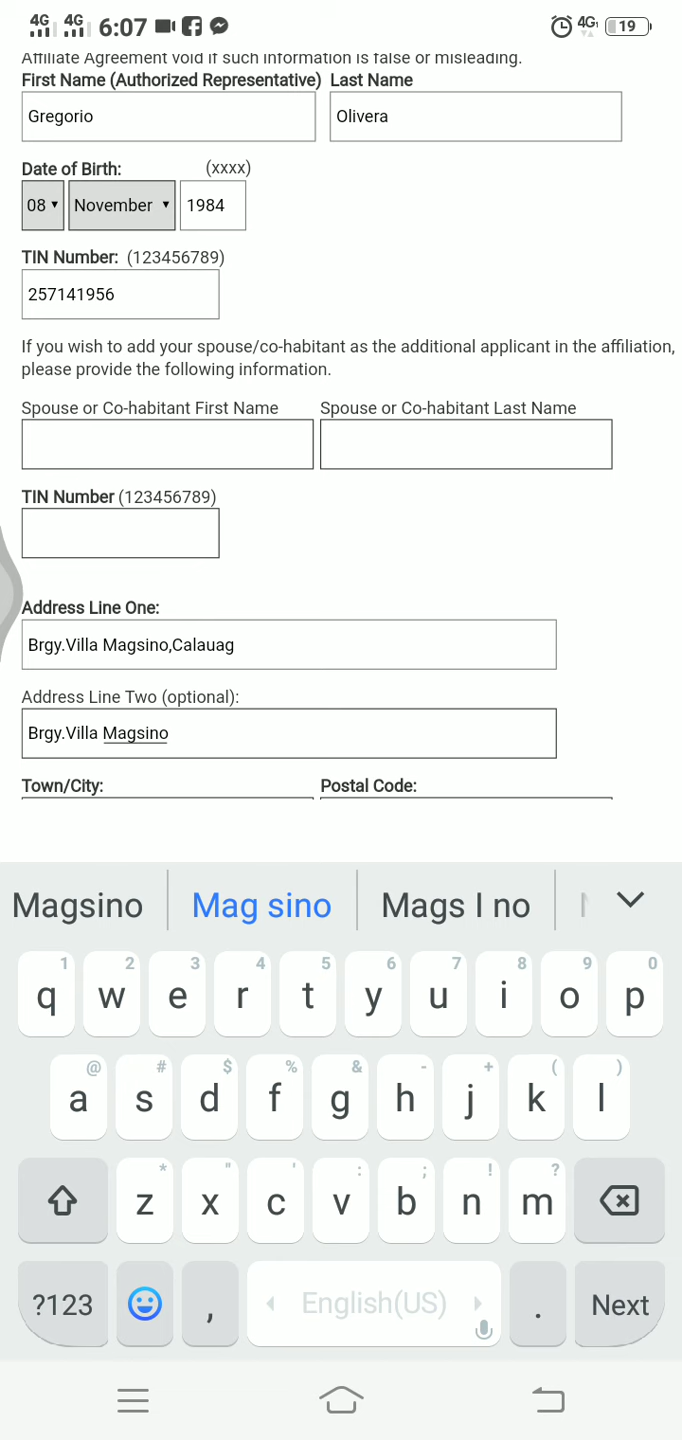 4G 4G 6:07 4G 19
Affiliate Agreement void if such information is false or misleading.
First Name (Authorized Representative) Last Name
Gregorio Olivera
Date of Birth: (xxxx)
08 November 1984
TIN Number: (123456789)
257141956
If you wish to add your spouse/co-habitant as the additional applicant in the affiliation,
please provide the following information.
Spouse or Co-habitant First Name Spouse or Co-habitant Last Name
TIN Number (123456789)
Address Line One:
Brgy.Villa Magsino,Calauag
Address Line Two (optional):
Brgy.Villa Magsino
Town/City: Postal Code:
Magsino Mag sino Mags I no
1 2 3 4 5 6 7 8 9 0
q w e r t y u i o p
@ # $ % & - + ( )
a s d f g h j k l
* " ' : ; ! ?
z x c v b n m
?123 , English(US) . Next